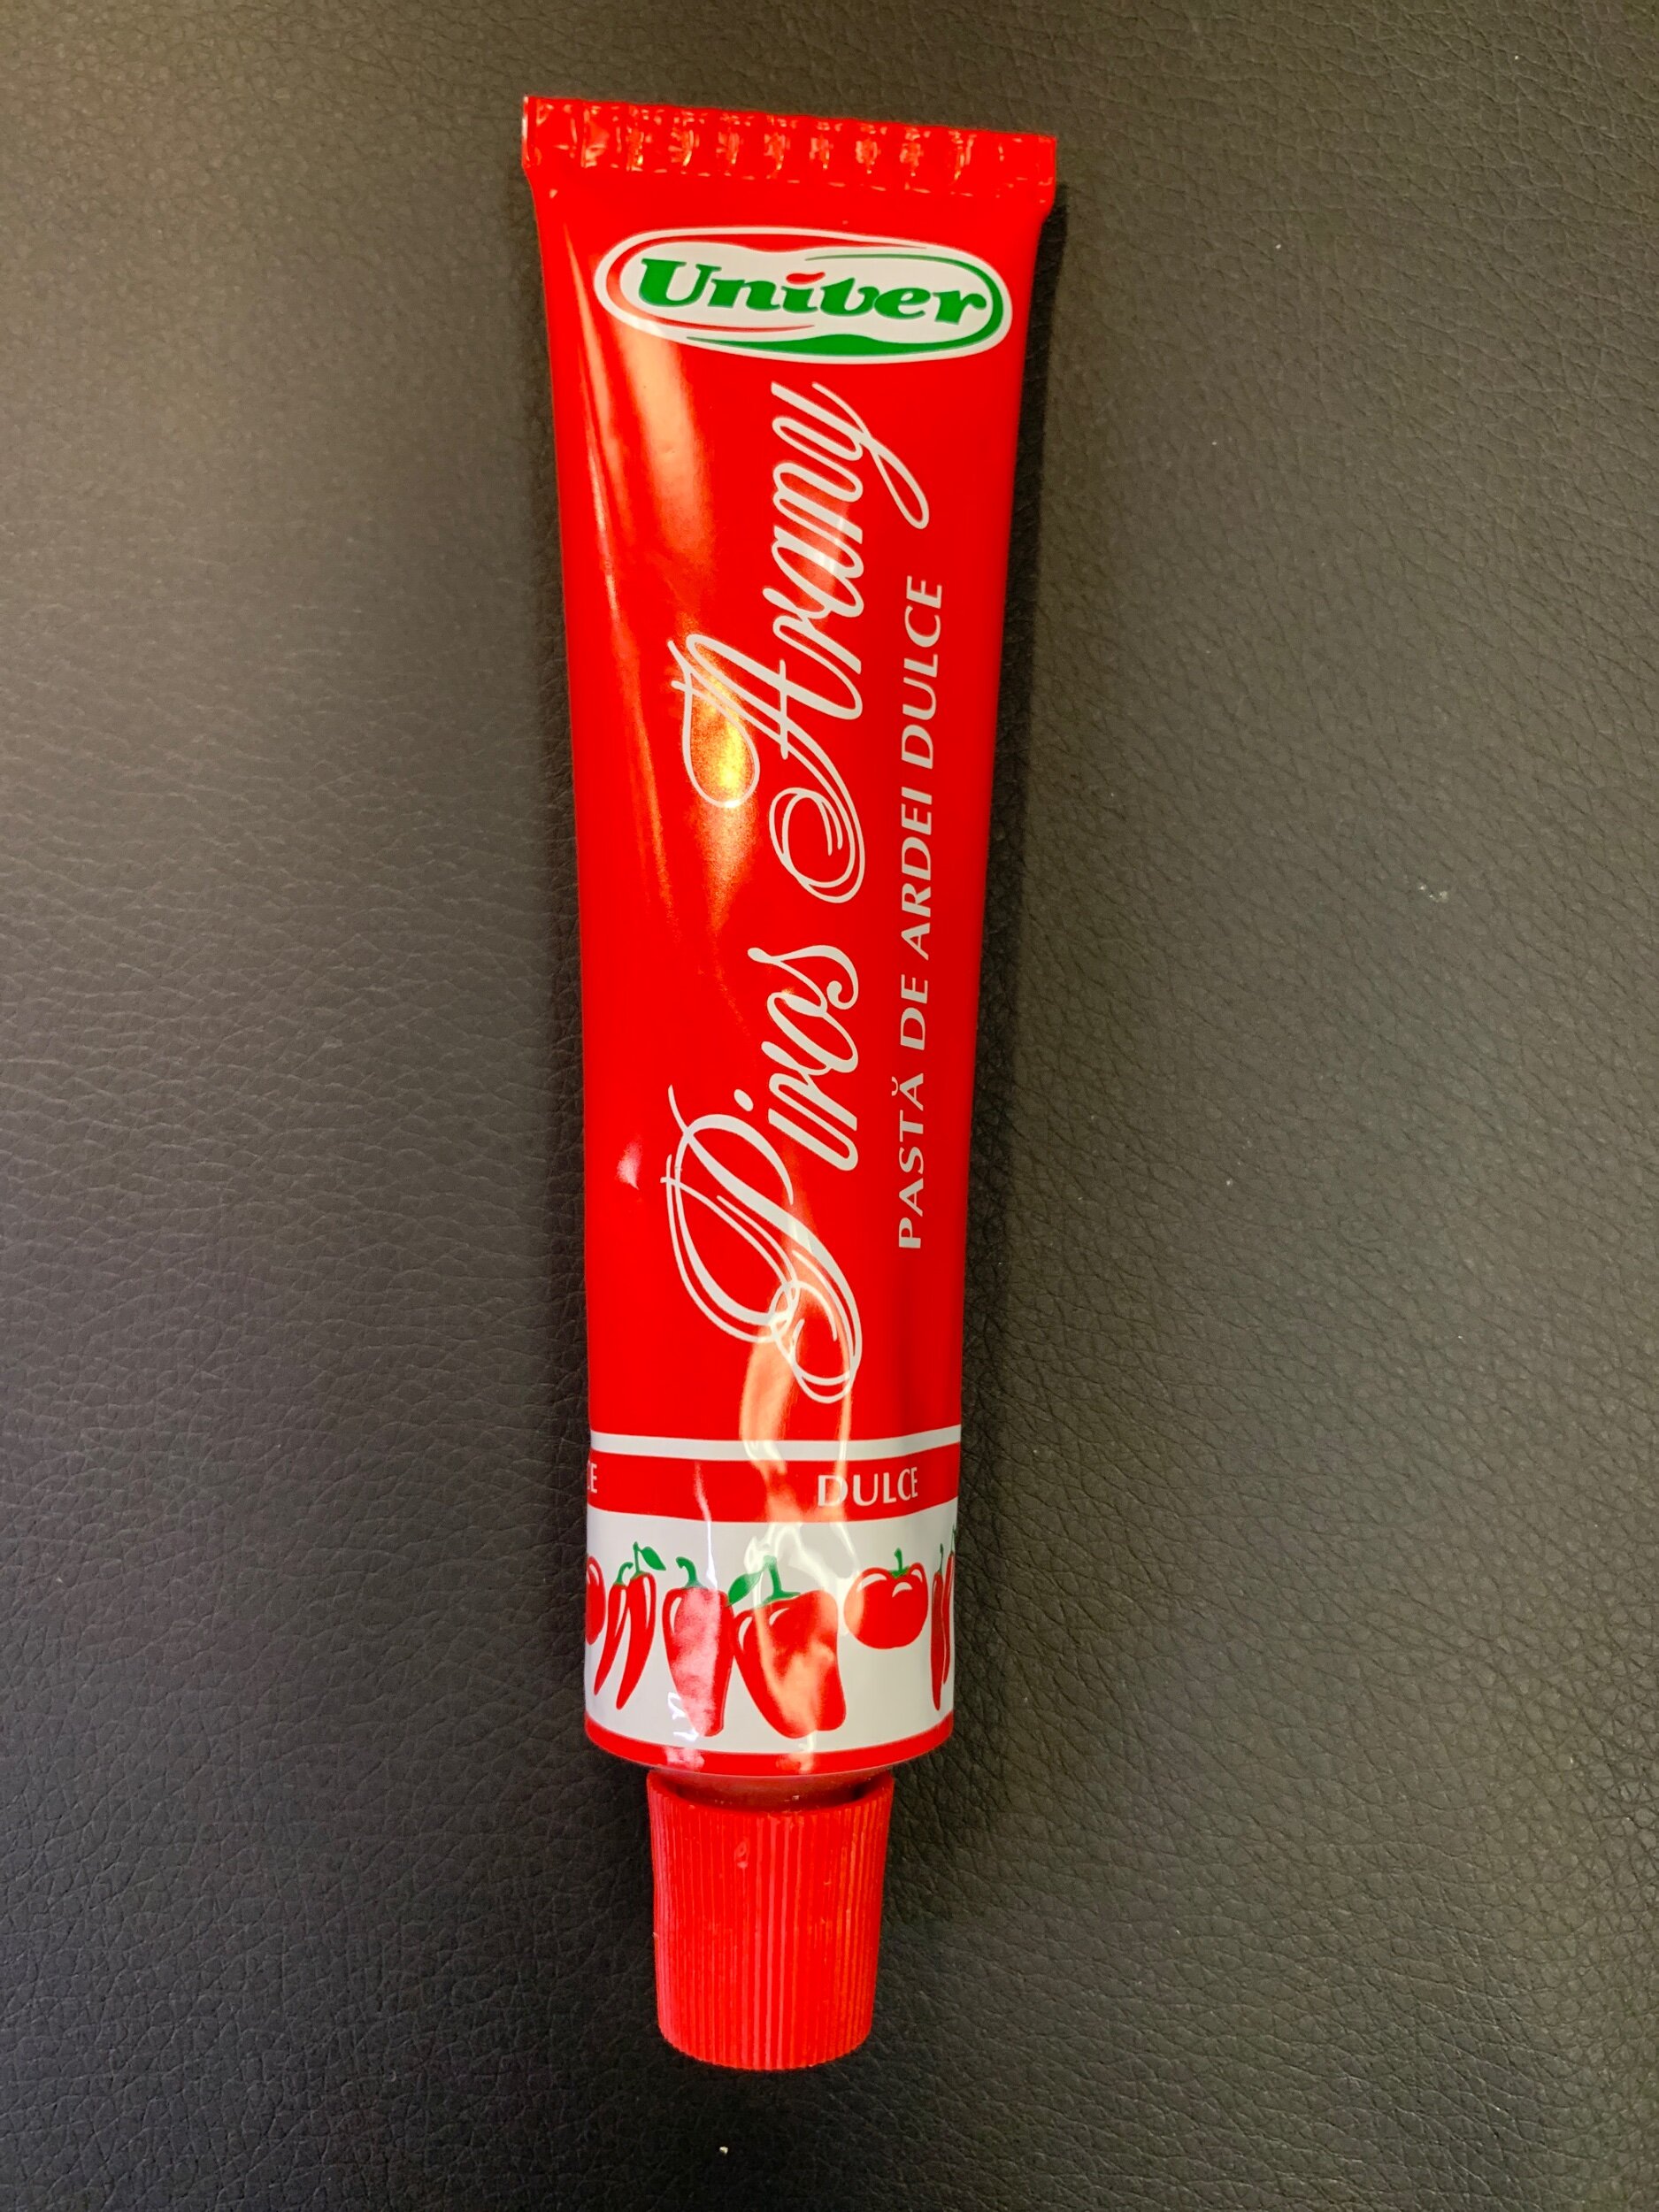 Univer
Piros Arany
PASTĂ DE ARDEI DULCE
DULCE